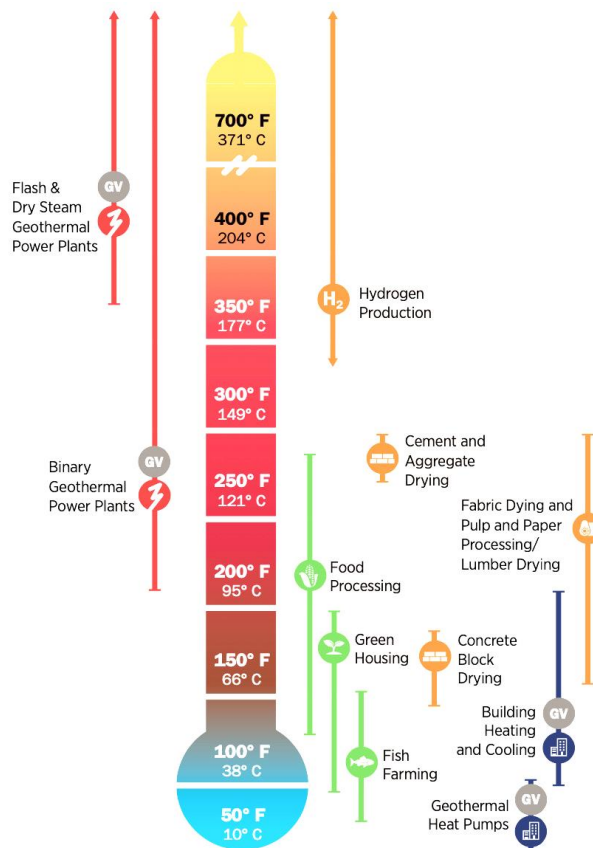 700° F
371° C
GV
Flash &
Dry Steam
Geothermal
Power Plants
400° F
204° C
H2
Hydrogen
Production
350° F
177° C
300° F
149° C
Cement and
Aggregate
Drying
GV
Binary
Geothermal
Power Plants
250° F
121° C
Fabric Dying and
Pulp and Paper
Processing/
Lumber Drying
200° F
95° C
Food
Processing
Green
Housing
Concrete
Block
Drying
150° F
66° C
Building
Heating
and Cooling
GV
100° F
38° C
Fish
Farming
50° F
10° C
Geothermal
Heat Pumps
GV